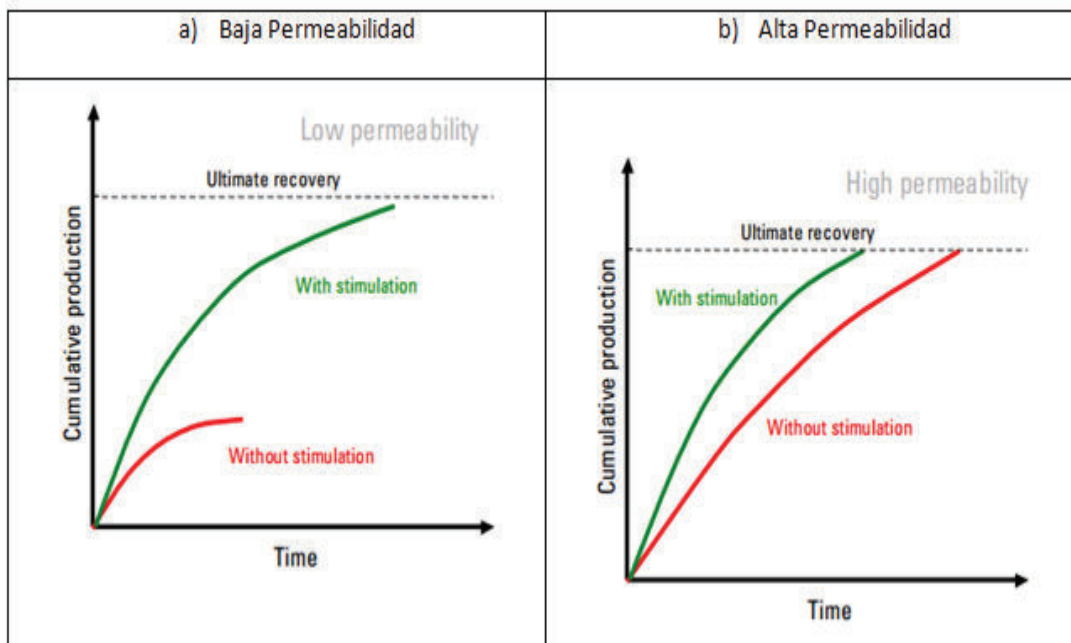 a) Baja Permeabilidad
b) Alta Permeabilidad
Low permeability
Ultimate recovery
Cumulative production
With stimulation
Without stimulation
Time
High permeability
Ultimate recovery
Cumulative production
With stimulation
Without stimulation
Time